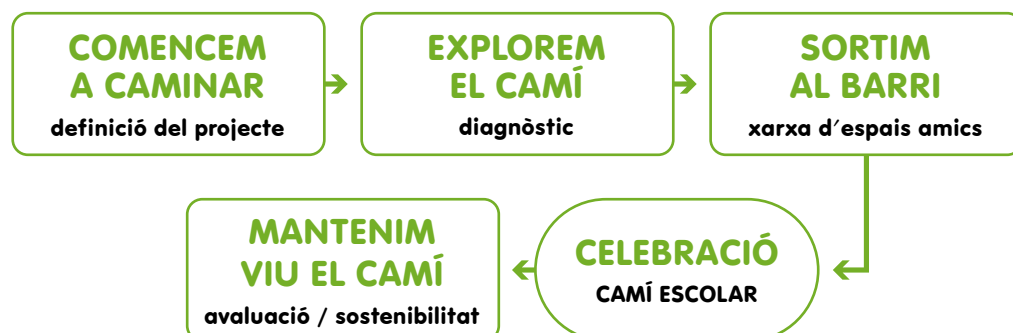 COMENCEM
A CAMINAR
definició del projecte
EXPLOREM
EL CAMÍ
diagnòstic
SORTIM
AL BARRI
xarxa d'espais amics
CELEBRACIÓ
CAMÍ ESCOLAR
MANTENIM
VIU EL CAMÍ
avaluació / sostenibilitat